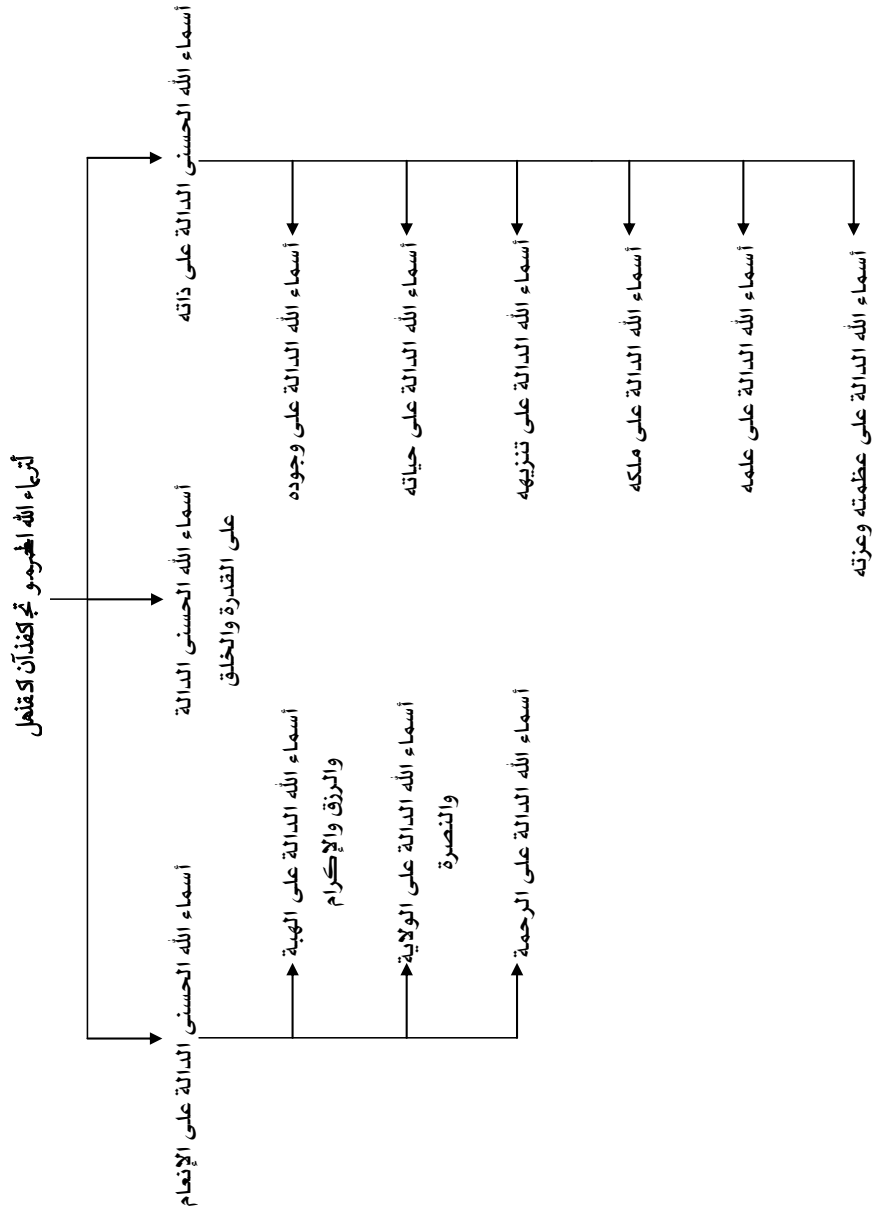 الله
أسماء الله الحسنى الدالة على ذاته
أسماء الله الدالة على وجوده
أسماء الله الدالة على حياته
أسماء الله الدالة على تنزيهه
أسماء الله الدالة على ملكه
أسماء الله الدالة على علمه
أسماء الله الدالة على عظمته وعزته
أسماء الله الحسنى الدالة
على القدرة والخلق
أسماء الله الحسنى الدالة على الإنعام
أسماء الله الدالة على الهبة
والرزق والإكرام
أسماء الله الدالة على الولاية
والنصرة
أسماء الله الدالة على الرحمة